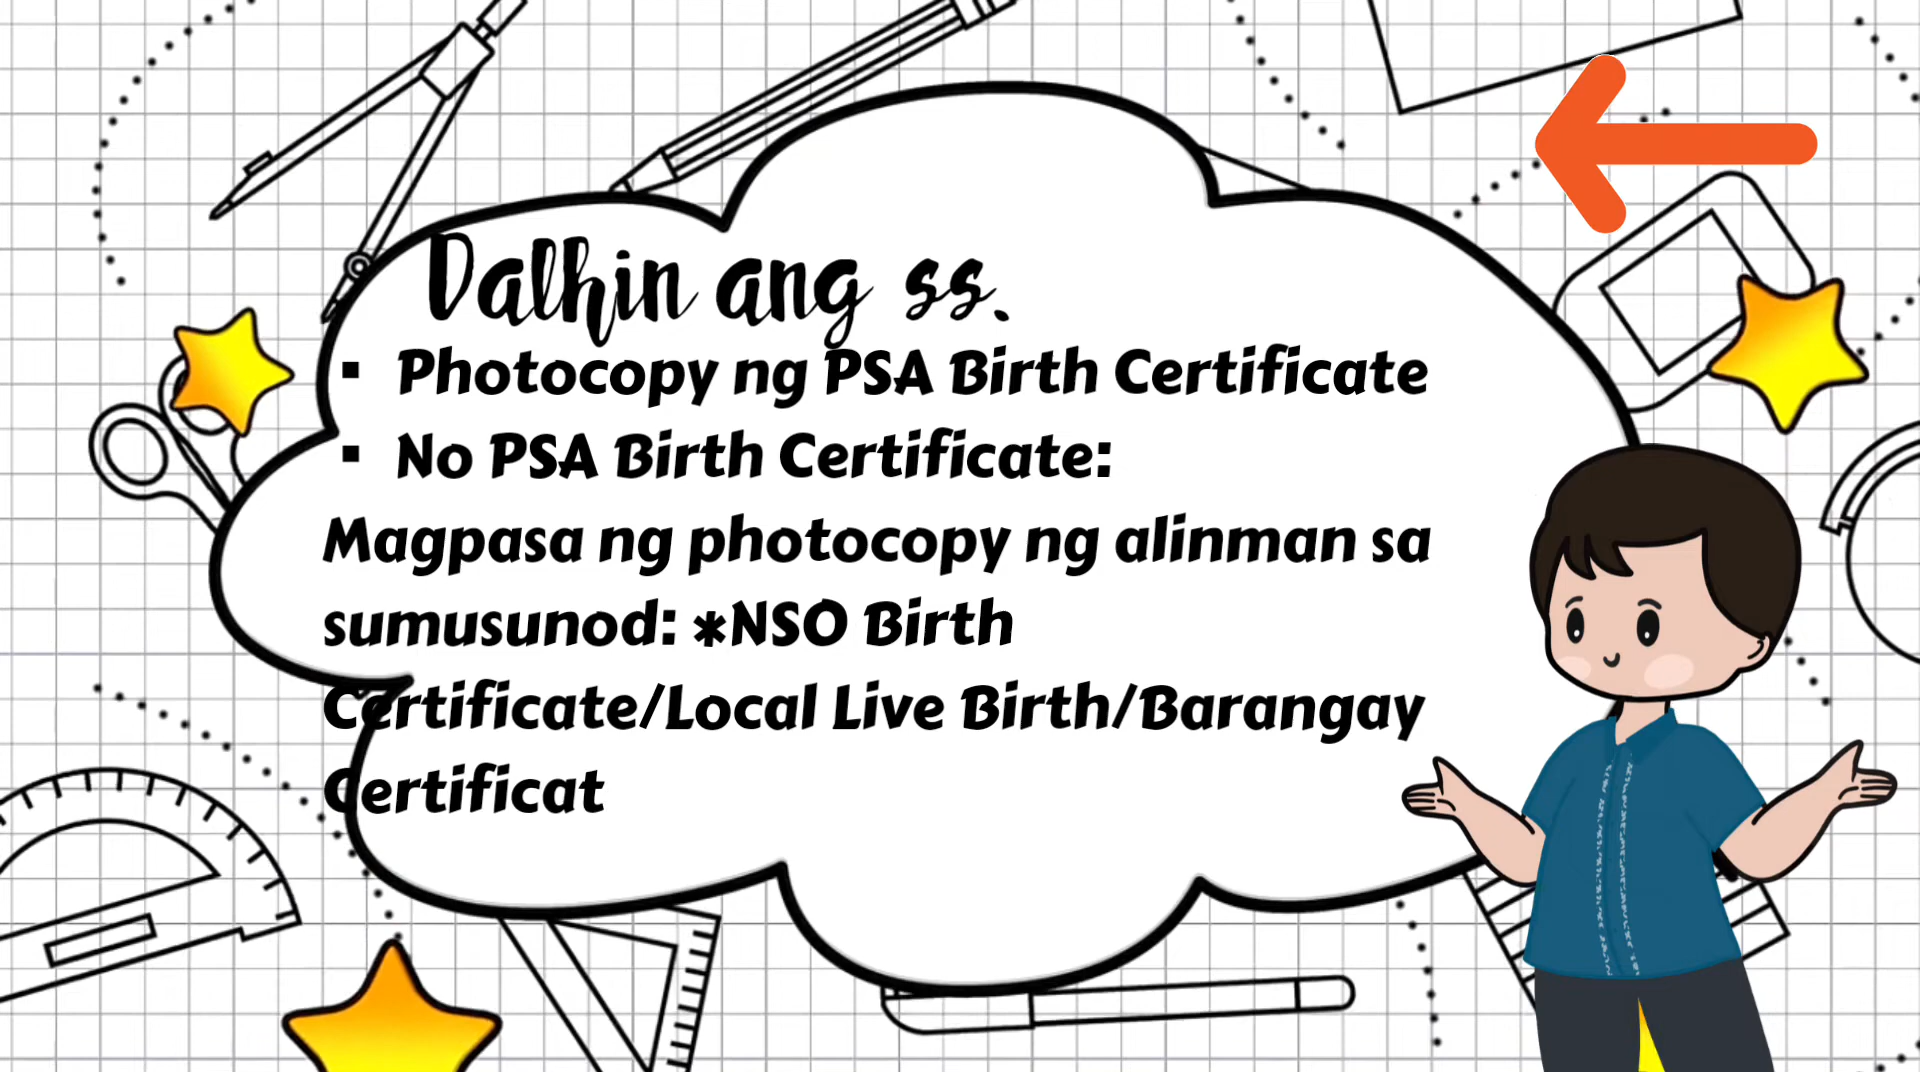 Dalhin ang ss.
▪ Photocopy ng PSA Birth Certificate
▪ No PSA Birth Certificate:
Magpasa ng photocopy ng alinman sa
sumusunod: *NSO Birth
Certificate/Local Live Birth/Barangay
Certificat